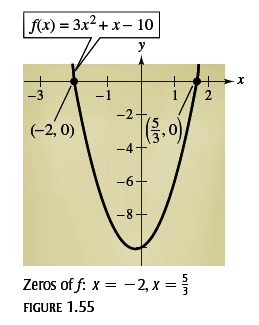 f(x) = 3x² + x − 10
y
x
−3 −1 1 2
(−2, 0)
−2
(5/3, 0)
−4
−6
−8
Zeros of f: x = −2, x = 5/3
FIGURE 1.55